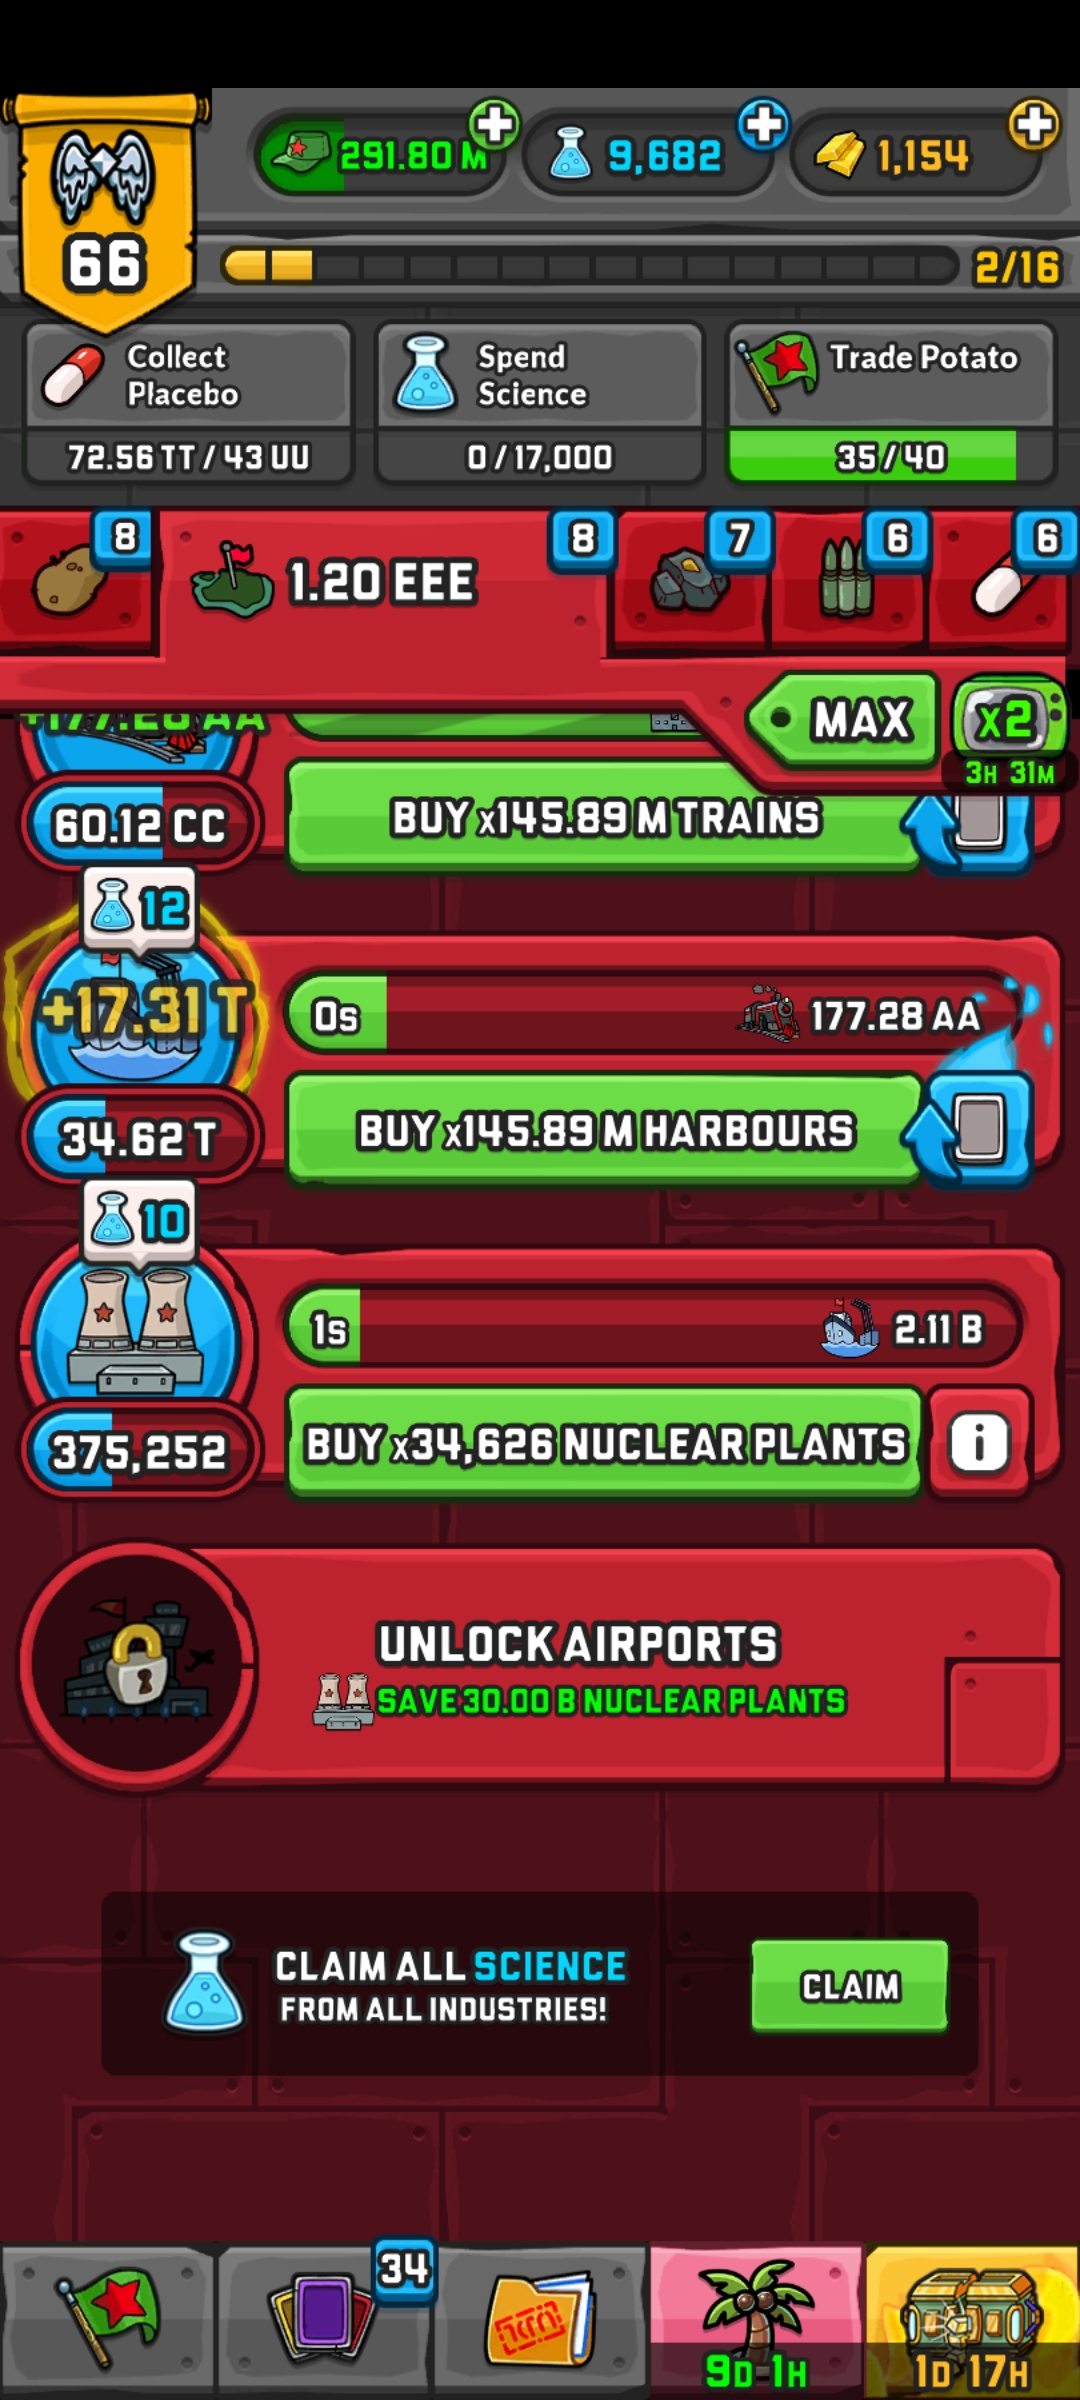 66
291.80 M
9,682
1,154
2/16
Collect
Placebo
72.56 TT / 43 UU
Spend
Science
0 / 17,000
Trade Potato
35 / 40
8
1.20 EEE
8
7
6
6
MAX
x2
3H 31M
+177.28 AA
60.12 CC
BUY x145.89 M TRAINS
12
+17.31 T
0s
177.28 AA
34.62 T
BUY x145.89 M HARBOURS
10
1s
2.11 B
375,252
BUY x34,626 NUCLEAR PLANTS
i
UNLOCK AIRPORTS
SAVE 30.00 B NUCLEAR PLANTS
CLAIM ALL SCIENCE
FROM ALL INDUSTRIES!
CLAIM
34
9D 1H
1D 17H